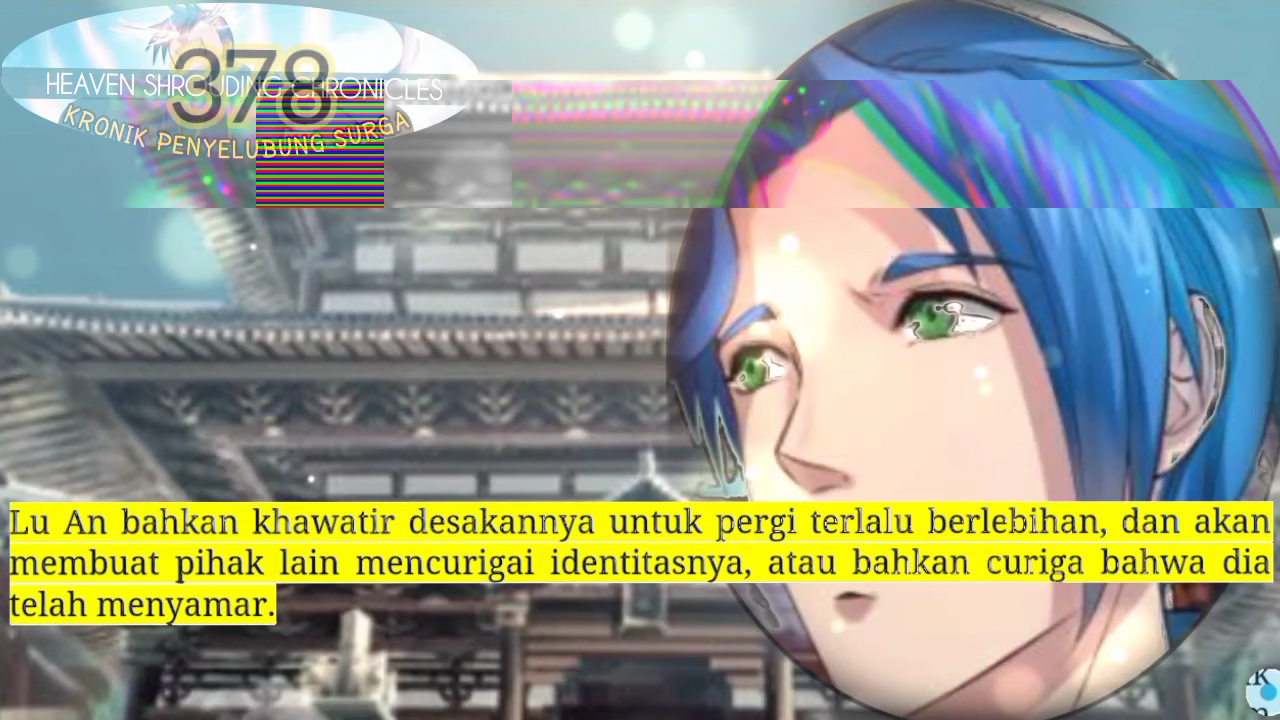 378
HEAVEN SHROUDING CHRONICLES
KRONIK PENYELUBUNG SURGA
Lu An bahkan khawatir desakannya untuk pergi terlalu berlebihan, dan akan
membuat pihak lain mencurigai identitasnya, atau bahkan curiga bahwa dia
telah menyamar.